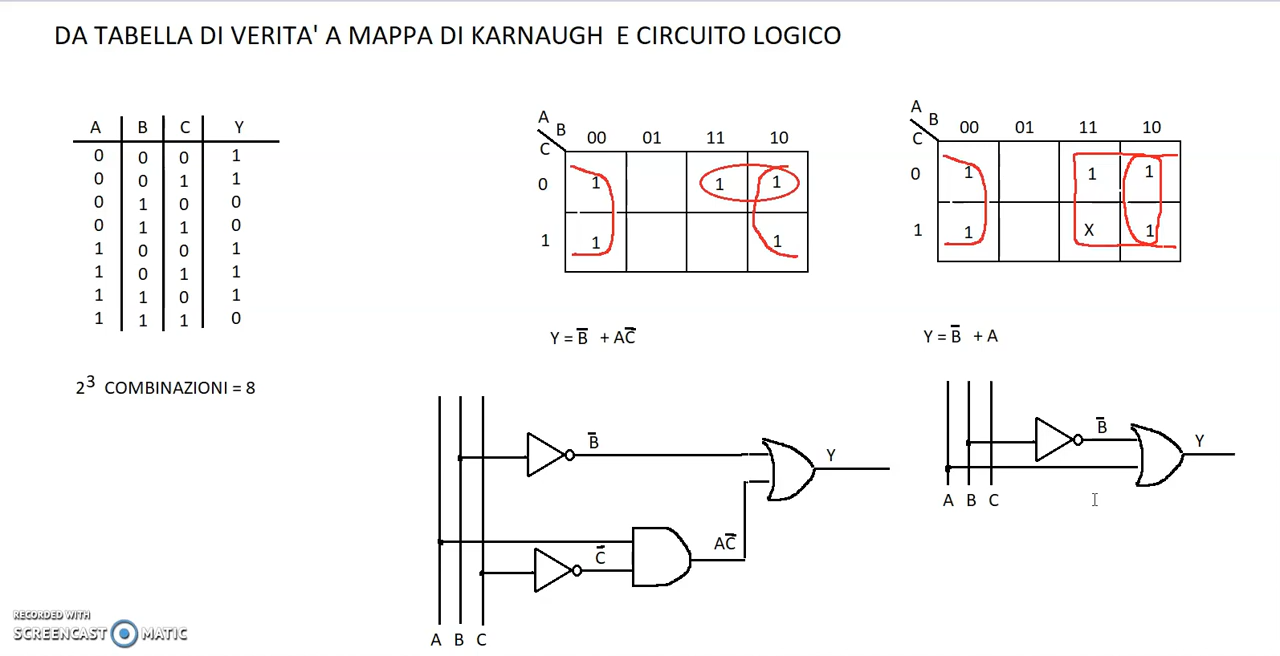 DA TABELLA DI VERITA' A MAPPA DI KARNAUGH E CIRCUITO LOGICO
A B C Y
0 0 0 1
0 0 1 1
0 1 0 0
0 1 1 0
1 0 0 1
1 0 1 1
1 1 0 1
1 1 1 0
2³ COMBINAZIONI = 8
A
B
C
00 01 11 10
0 1 1 1
1 1 1
Y = B̅ + AC̅
B̅
Y
C̅
AC̅
A B C
A
B
C
00 01 11 10
0 1 1 1
1 1 X 1
Y = B̅ + A
B̅
Y
A B C
RECORDED WITH
SCREENCAST MATIC